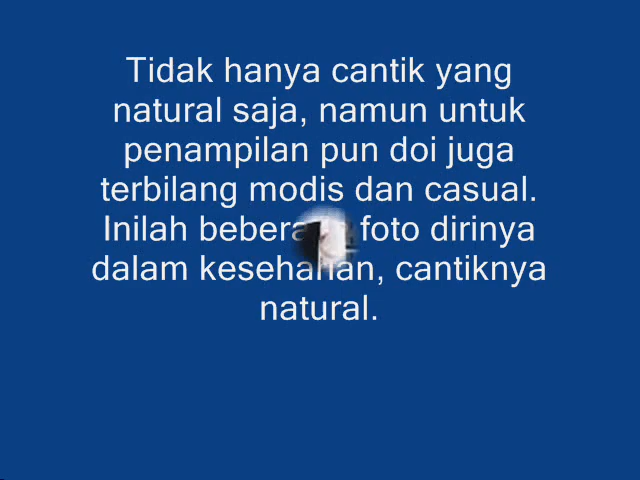 Tidak hanya cantik yang
natural saja, namun untuk
penampilan pun doi juga
terbilang modis dan casual.
Inilah foto dirinya
dalam keseharian, cantiknya
natural.